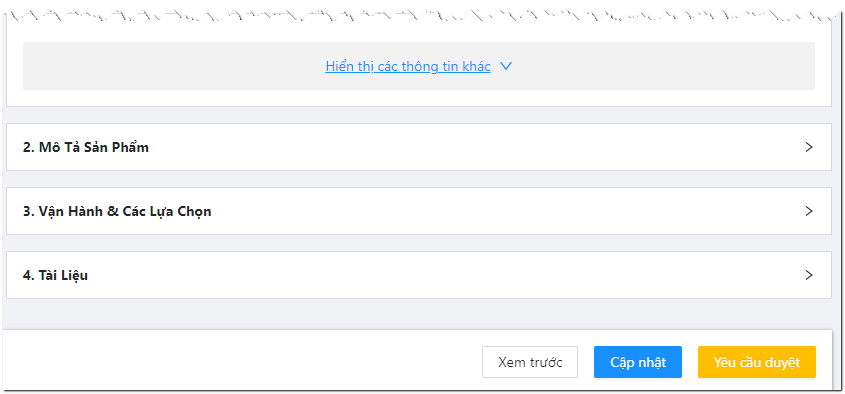 Hiển thị các thông tin khác
2. Mô Tả Sản Phẩm
3. Vận Hành & Các Lựa Chọn
4. Tài Liệu
Xem trước
Cập nhật
Yêu cầu duyệt